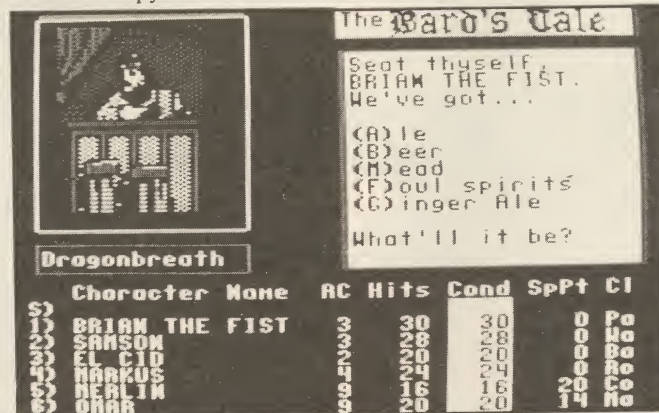 The Bard's Tale
Seat thyself,
BRIAN THE FIST.
We've got...
(A)le
(B)eer
(M)ead
(F)oul spirits
(G)inger Ale
What'll it be?
Dragonbreath
Character Name AC Hits Cond SpPt Cl
S)
1) BRIAN THE FIST 3 30 30 0 Pa
2) SAMSON 3 28 28 0 Wa
3) EL CID 2 20 20 0 Ba
4) MARKUS 4 24 24 0 Ro
5) MERLIN 9 16 16 20 Co
6) OMAR 9 20 20 14 Ma